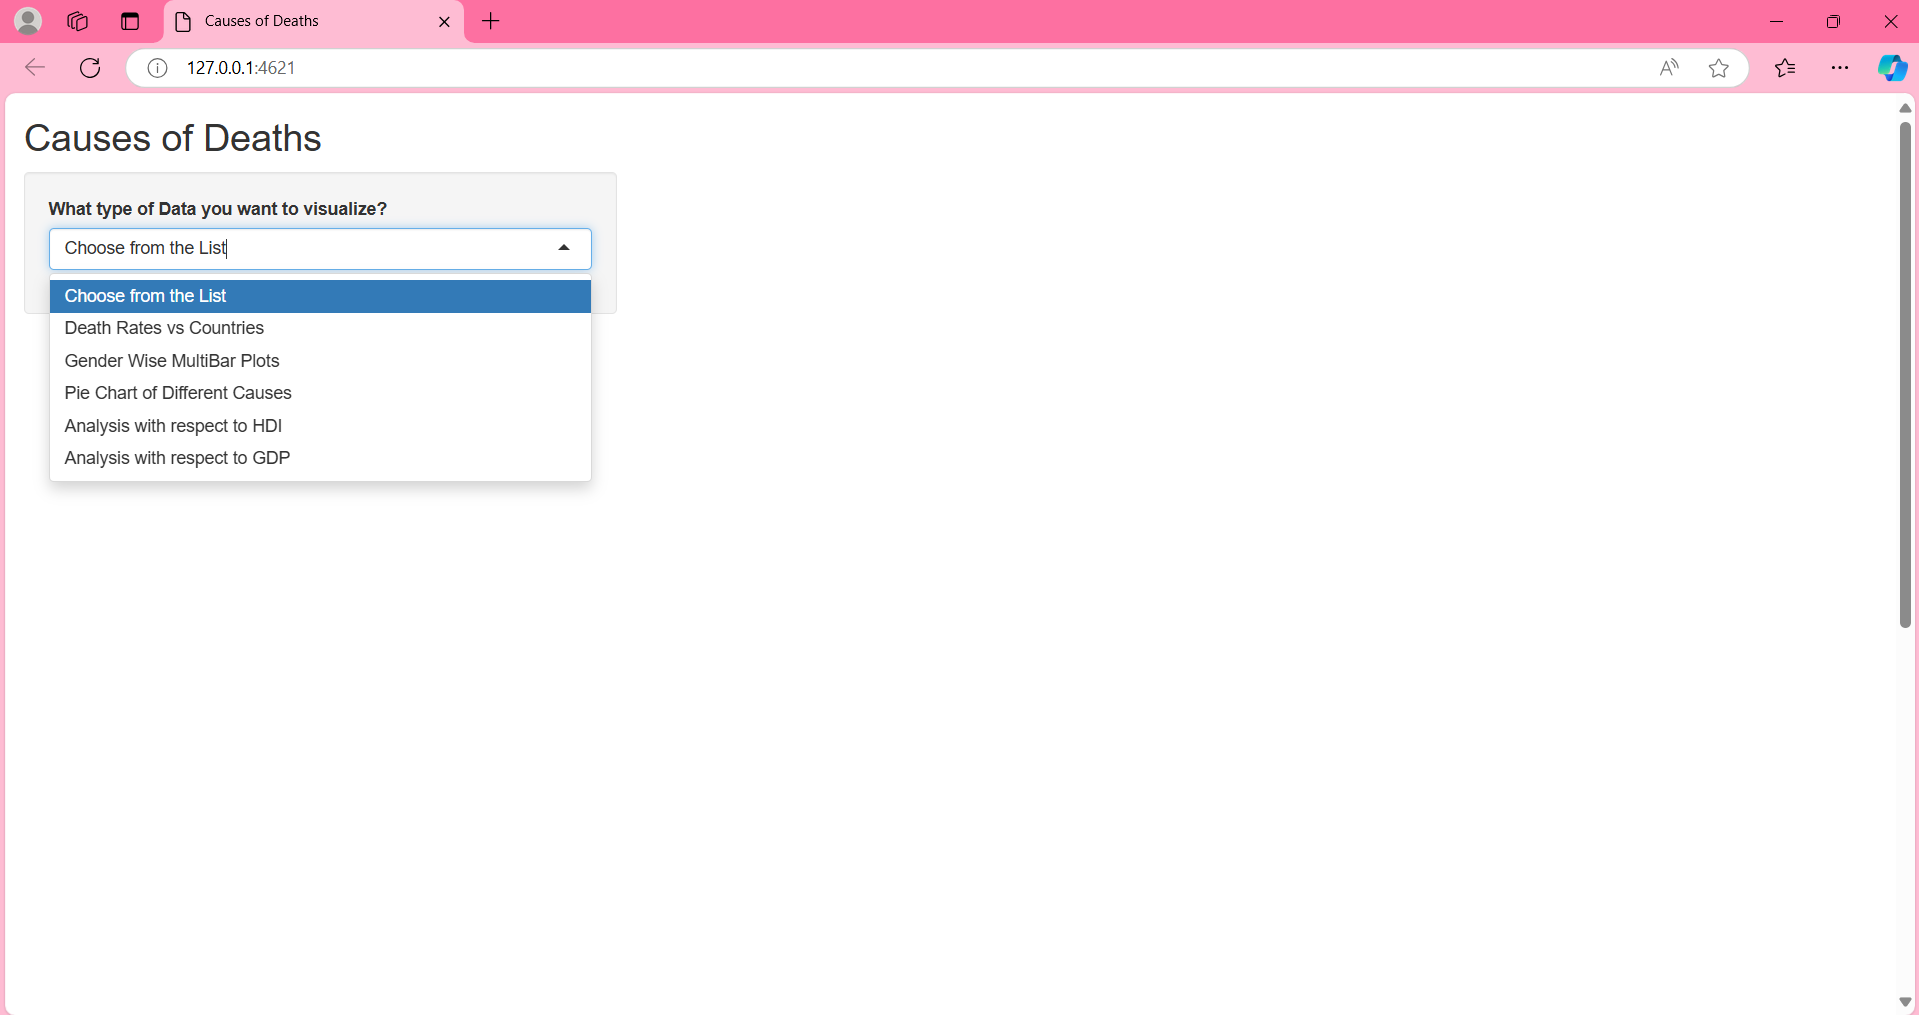 Causes of Deaths
127.0.0.1:4621
Causes of Deaths
What type of Data you want to visualize?
Choose from the List
Choose from the List
Death Rates vs Countries
Gender Wise MultiBar Plots
Pie Chart of Different Causes
Analysis with respect to HDI
Analysis with respect to GDP